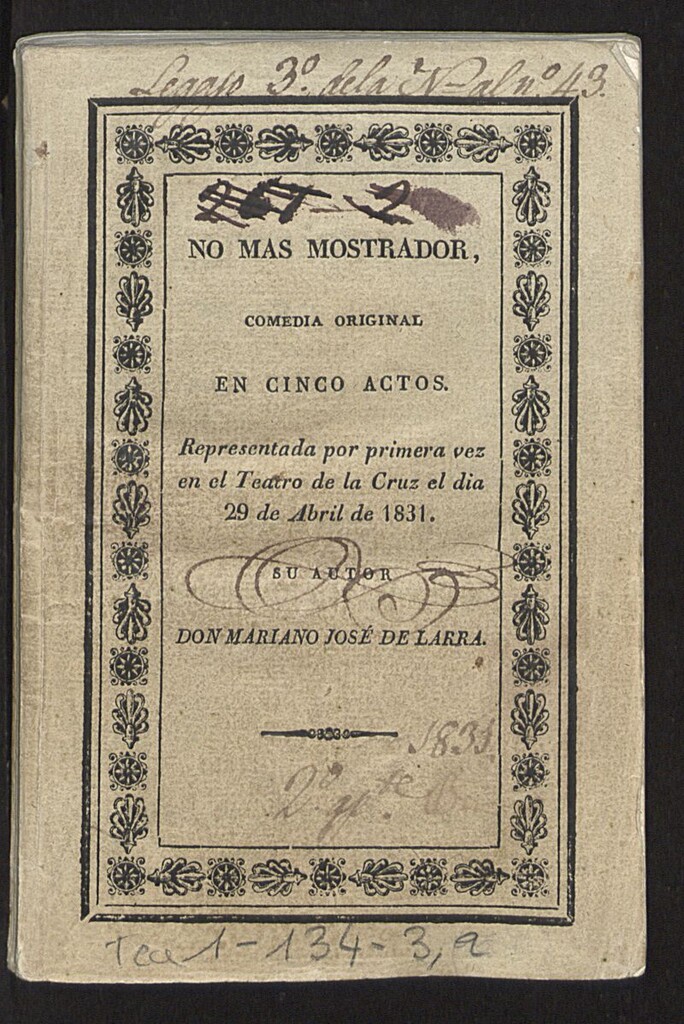 Legajo 3º. de la N al nº 43.
NO MAS MOSTRADOR,
COMEDIA ORIGINAL
EN CINCO ACTOS.
Representada por primera vez
en el Teatro de la Cruz el dia
29 de Abril de 1831.
SU AUTOR
DON MARIANO JOSÉ DE LARRA.
1831
2º
Tea 1-134-3, a